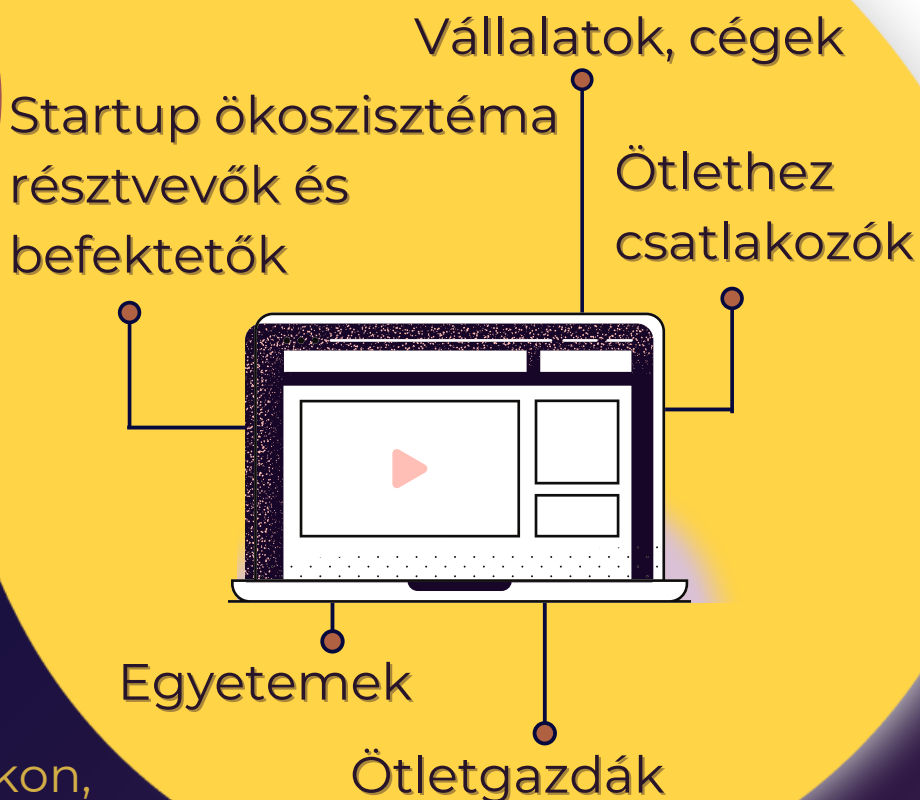 Vállalatok, cégek
Startup ökoszisztéma
résztvevők és
befektetők
Ötlethez
csatlakozók
Egyetemek
Ötletgazdák